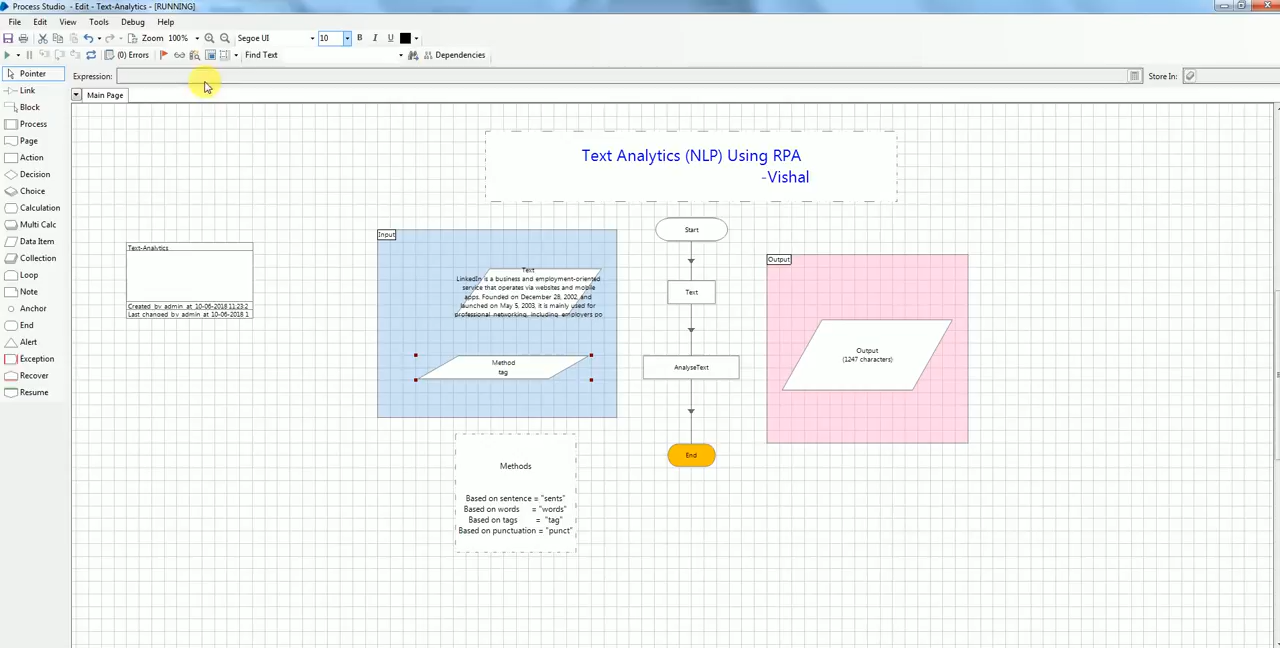 Process Studio - Edit - Text-Analytics - [RUNNING]
File Edit View Tools Debug Help
Zoom 100% Segoe UI 10 B I U
(0) Errors Find Text Dependencies
Pointer Expression: Store In:
Link Main Page
Block
Process
Page
Action
Decision
Choice
Calculation
Multi Calc
Data Item
Collection
Loop
Note
Anchor
End
Alert
Exception
Recover
Resume
Text Analytics (NLP) Using RPA
-Vishal
Text-Analytics
Created by admin at 10-06-2018 11:23:2
Last changed by admin at 10-06-2018 1
Input
Text
LinkedIn is a business and employment-oriented
service that operates via websites and mobile
apps. Founded on December 28, 2002, and
launched on May 5, 2003, it is mainly used for
professional networking, including employers po
Method
tag
Start
Text
AnalyseText
End
Output
Output
(1247 characters)
Methods
Based on sentence = "sents"
Based on words = "words"
Based on tags = "tag"
Based on punctuation = "punct"